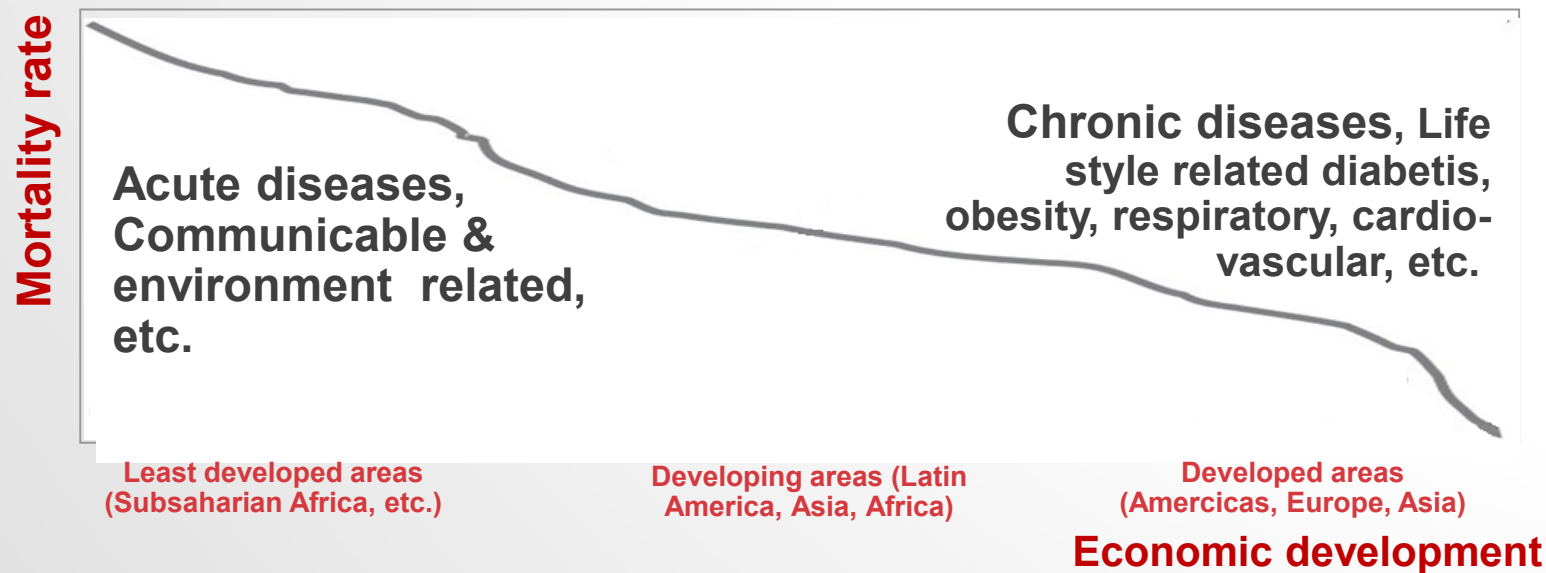 Mortality rate
Acute diseases,
Communicable &
environment  related,
etc.
Chronic diseases, Life
style related diabetis,
obesity, respiratory, cardio-
vascular, etc.
Least developed areas
(Subsaharian Africa, etc.)
Developing areas (Latin
America, Asia, Africa)
Developed areas
(Amercicas, Europe, Asia)
Economic development